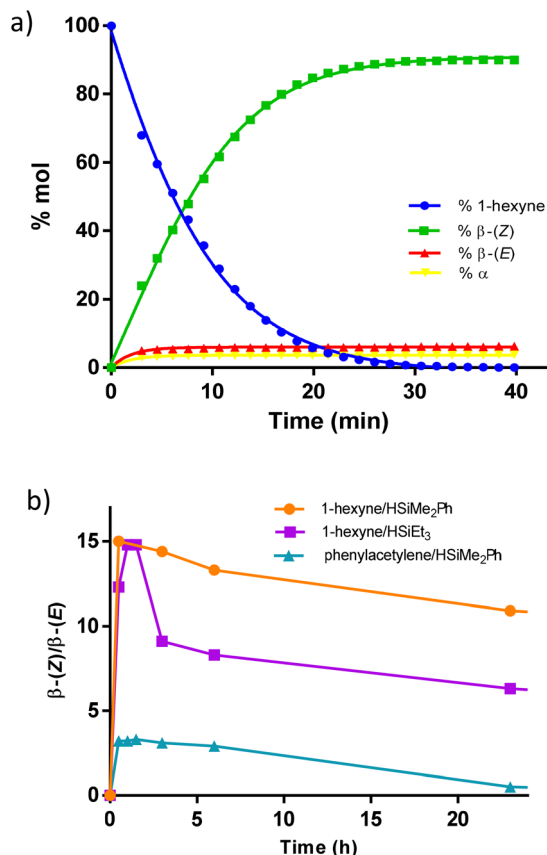 a)
100
80
60
40
20
0
% mol
% 1-hexyne
% β-(Z)
% β-(E)
% α
0 10 20 30 40
Time (min)
b)
1-hexyne/HSiMe₂Ph
1-hexyne/HSiEt₃
phenylacetylene/HSiMe₂Ph
15
10
5
0
β-(Z)/β-(E)
0 5 10 15 20
Time (h)